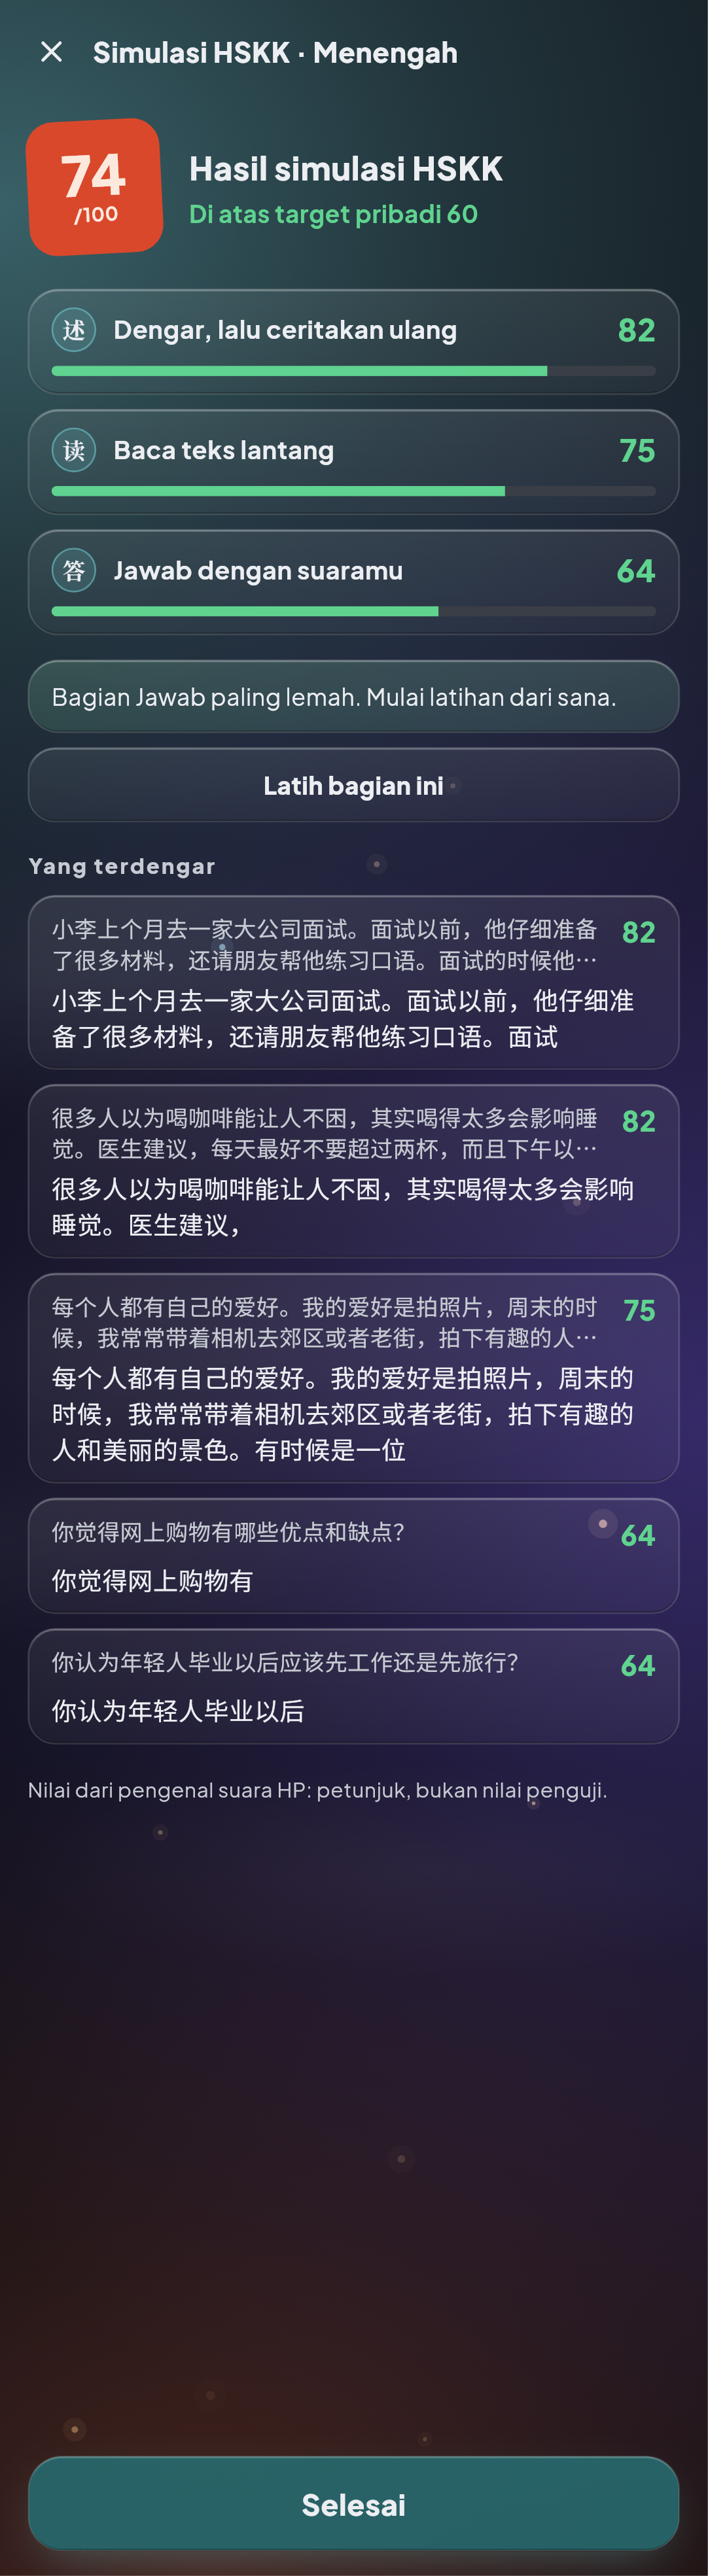 Simulasi HSKK · Menengah
74
/100
Hasil simulasi HSKK
Di atas target pribadi 60
述 Dengar, lalu ceritakan ulang 82
读 Baca teks lantang 75
答 Jawab dengan suaramu 64
Bagian Jawab paling lemah. Mulai latihan dari sana.
Latih bagian ini
Yang terdengar
小李上个月去一家大公司面试。面试以前，他仔细准备 82
了很多材料，还请朋友帮他练习口语。面试的时候他…
小李上个月去一家大公司面试。面试以前，他仔细准
备了很多材料，还请朋友帮他练习口语。面试
很多人以为喝咖啡能让人不困，其实喝得太多会影响睡 82
觉。医生建议，每天最好不要超过两杯，而且下午以…
很多人以为喝咖啡能让人不困，其实喝得太多会影响
睡觉。医生建议，
每个人都有自己的爱好。我的爱好是拍照片，周末的时 75
候，我常常带着相机去郊区或者老街，拍下有趣的人…
每个人都有自己的爱好。我的爱好是拍照片，周末的
时候，我常常带着相机去郊区或者老街，拍下有趣的
人和美丽的景色。有时候是一位
你觉得网上购物有哪些优点和缺点？ 64
你觉得网上购物有
你认为年轻人毕业以后应该先工作还是先旅行？ 64
你认为年轻人毕业以后
Nilai dari pengenal suara HP: petunjuk, bukan nilai penguji.
Selesai